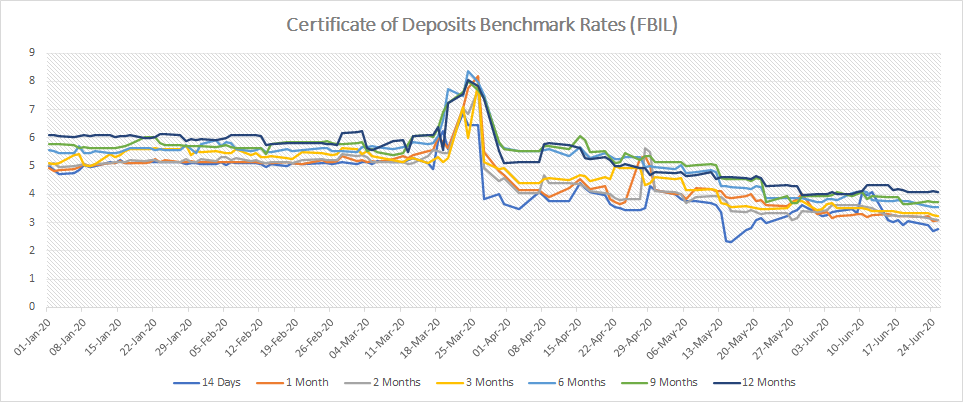 Certificate of Deposits Benchmark Rates (FBIL)
9
8
7
6
5
4
3
2
1
0
01-Jan-20
08-Jan-20
15-Jan-20
22-Jan-20
29-Jan-20
05-Feb-20
12-Feb-20
19-Feb-20
26-Feb-20
04-Mar-20
11-Mar-20
18-Mar-20
25-Mar-20
01-Apr-20
08-Apr-20
15-Apr-20
22-Apr-20
29-Apr-20
06-May-20
13-May-20
20-May-20
27-May-20
03-Jun-20
10-Jun-20
17-Jun-20
24-Jun-20
14 Days
1 Month
2 Months
3 Months
6 Months
9 Months
12 Months